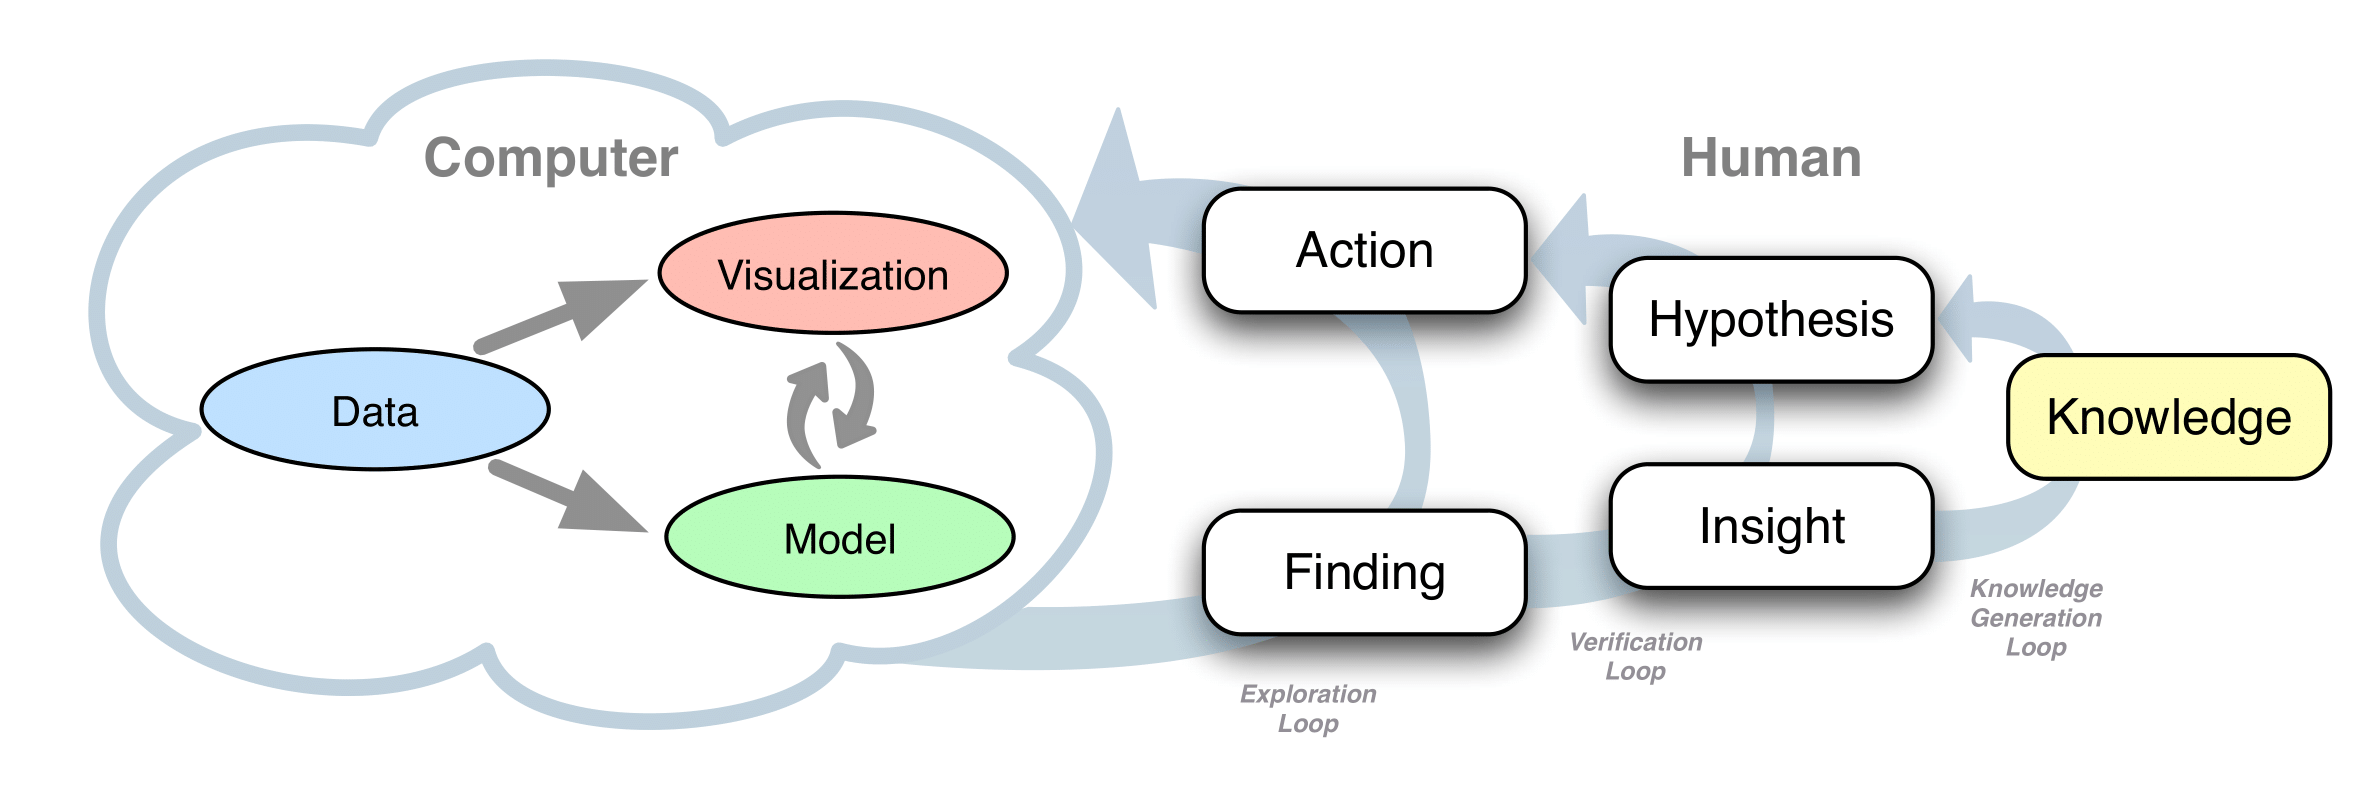 Computer
Human
Visualization
Data
Model
Action
Hypothesis
Knowledge
Finding
Insight
Exploration
Loop
Verification
Loop
Knowledge
Generation
Loop